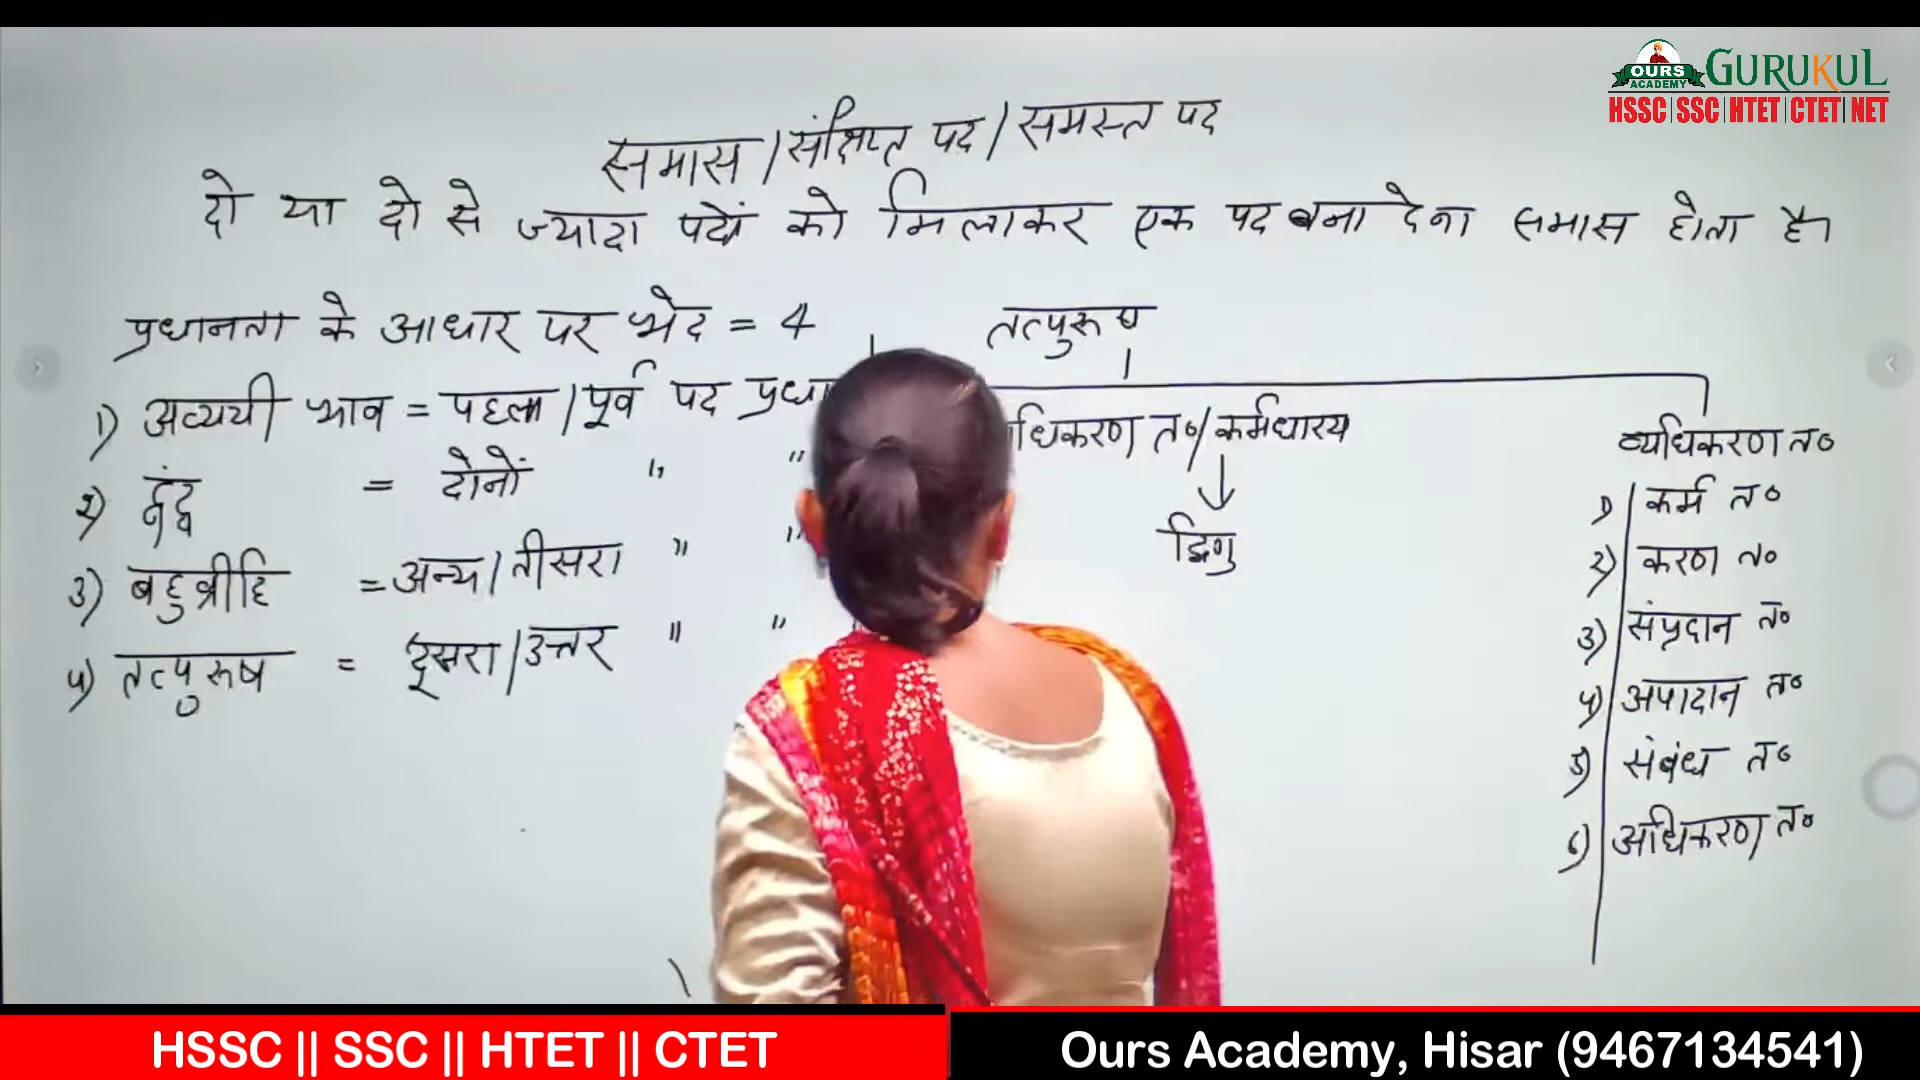 OURS ACADEMY GURUKUL
HSSC | SSC | HTET | CTET | NET
समास / संक्षिप्त पद / समस्त पद
दो या दो से ज्यादा पदों को मिलाकर एक पद बना देना समास होता है।
प्रधानता के आधार पर भेद = 4
1) अव्ययी भाव = पहला / पूर्व पद प्रधा
2) द्वंद्व = दोनों " "
3) बहुव्रीहि = अन्य / तीसरा " "
4) तत्पुरूष = दूसरा / उत्तर " "
तत्पुरूष
धिकरण त० / कर्मधारय
↓
द्विगु
व्यधिकरण त०
1) कर्म त०
2) करण त०
3) संप्रदान त०
4) अपादान त०
5) संबंध त०
6) अधिकरण त०
HSSC || SSC || HTET || CTET
Ours Academy, Hisar (9467134541)